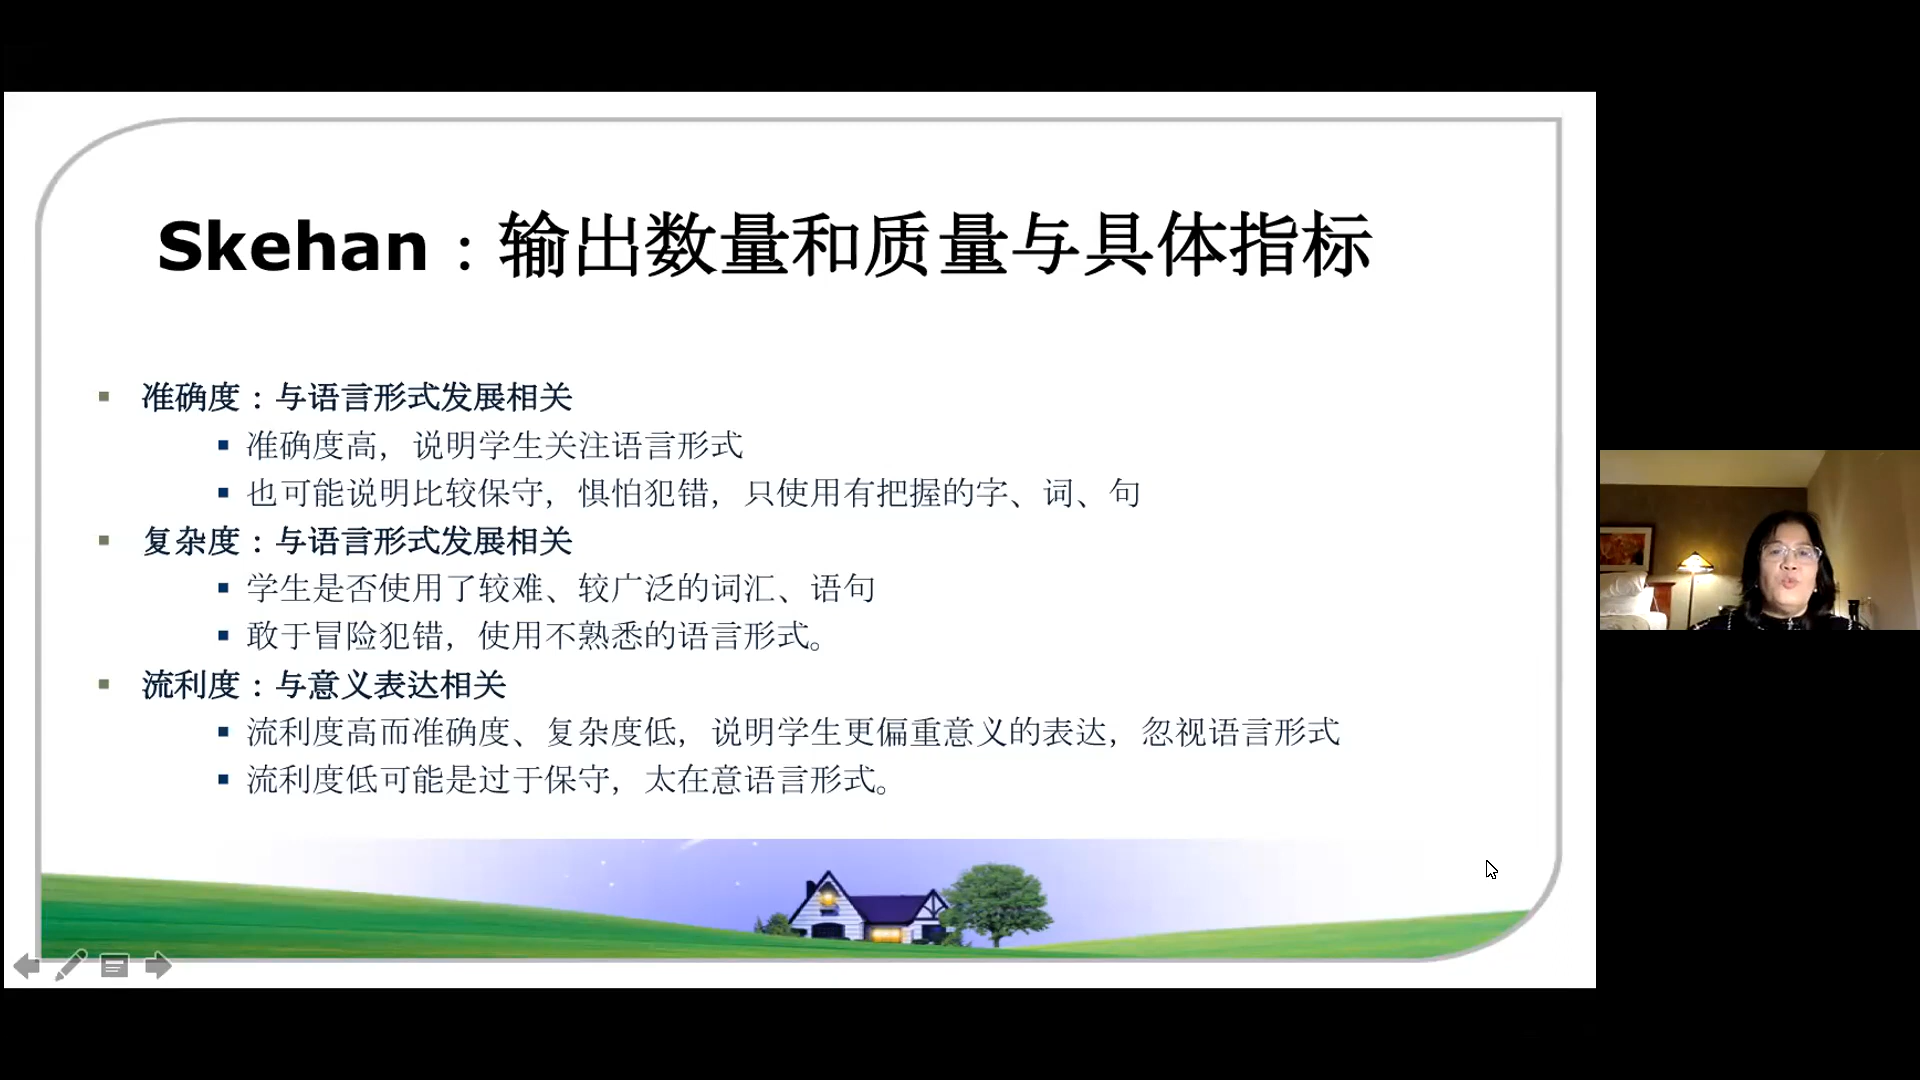 Skehan：输出数量和质量与具体指标
准确度：与语言形式发展相关
准确度高，说明学生关注语言形式
也可能说明比较保守，惧怕犯错，只使用有把握的字、词、句
复杂度：与语言形式发展相关
学生是否使用了较难、较广泛的词汇、语句
敢于冒险犯错，使用不熟悉的语言形式。
流利度：与意义表达相关
流利度高而准确度、复杂度低，说明学生更偏重意义的表达，忽视语言形式
流利度低可能是过于保守，太在意语言形式。